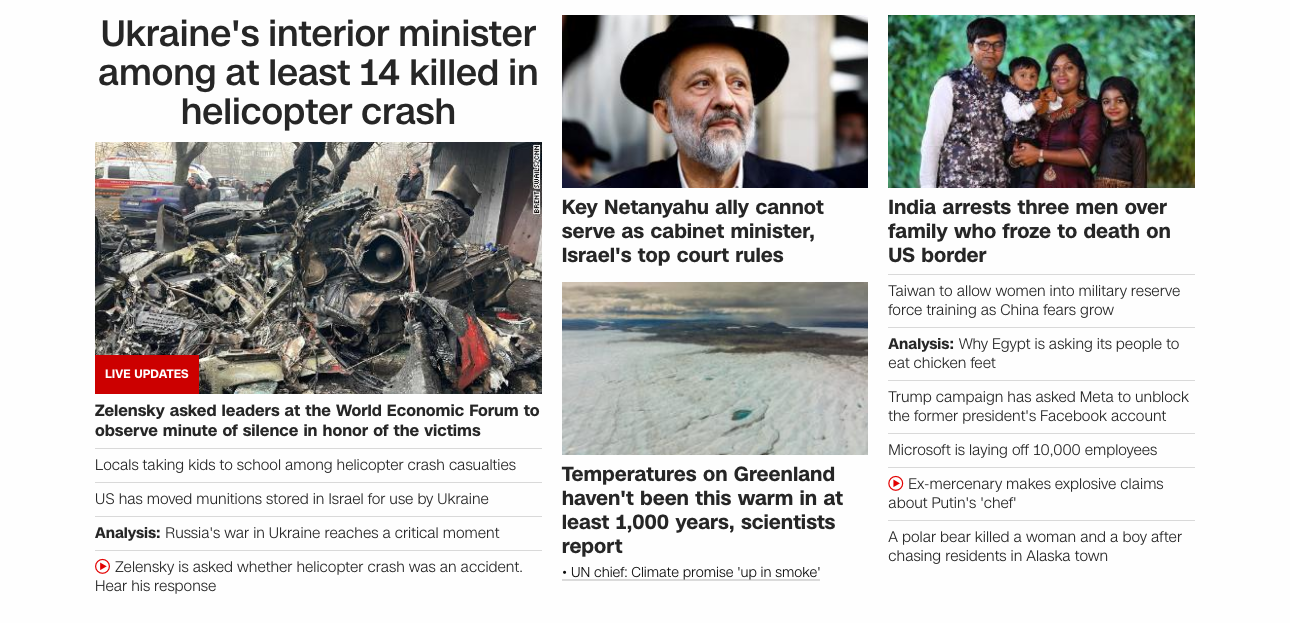 Ukraine's interior minister
among at least 14 killed in
helicopter crash
BRENT SWAILS/CNN
LIVE UPDATES
Zelensky asked leaders at the World Economic Forum to
observe minute of silence in honor of the victims
Locals taking kids to school among helicopter crash casualties
US has moved munitions stored in Israel for use by Ukraine
Analysis: Russia's war in Ukraine reaches a critical moment
Zelensky is asked whether helicopter crash was an accident.
Hear his response
Key Netanyahu ally cannot
serve as cabinet minister,
Israel's top court rules
Temperatures on Greenland
haven't been this warm in at
least 1,000 years, scientists
report
• UN chief: Climate promise 'up in smoke'
India arrests three men over
family who froze to death on
US border
Taiwan to allow women into military reserve
force training as China fears grow
Analysis: Why Egypt is asking its people to
eat chicken feet
Trump campaign has asked Meta to unblock
the former president's Facebook account
Microsoft is laying off 10,000 employees
Ex-mercenary makes explosive claims
about Putin's 'chef'
A polar bear killed a woman and a boy after
chasing residents in Alaska town